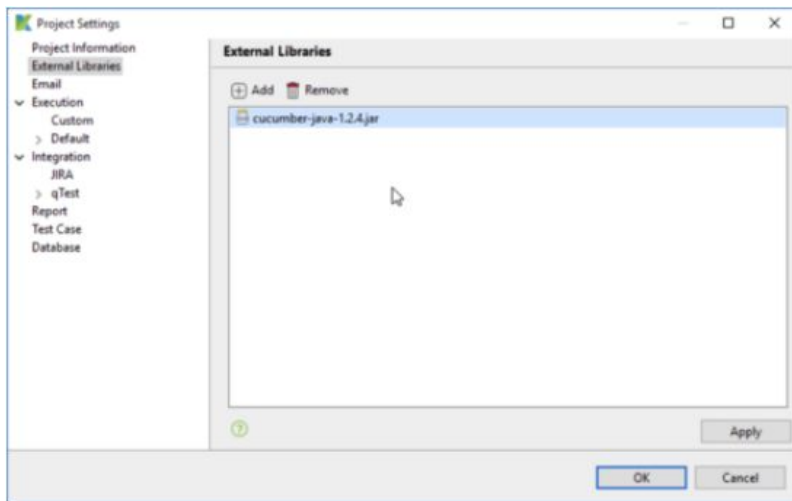 Project Settings
Project Information
External Libraries
Email
Execution
Custom
Default
Integration
JIRA
qTest
Report
Test Case
Database
External Libraries
Add Remove
cucumber-java-1.2.4.jar
Apply
OK Cancel